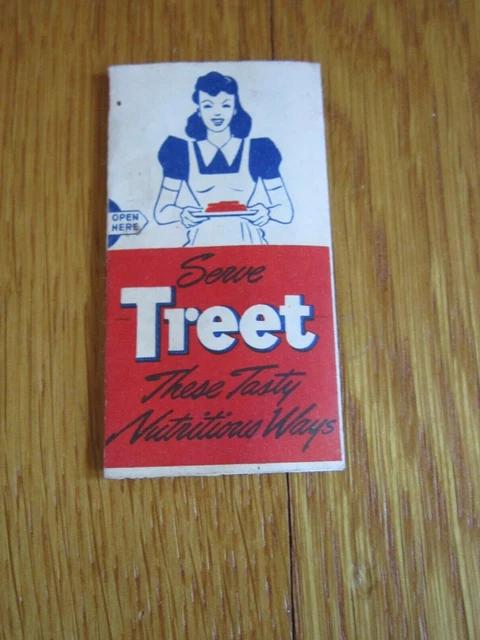 OPEN
HERE
Serve
Treet
These Tasty
Nutritious Ways